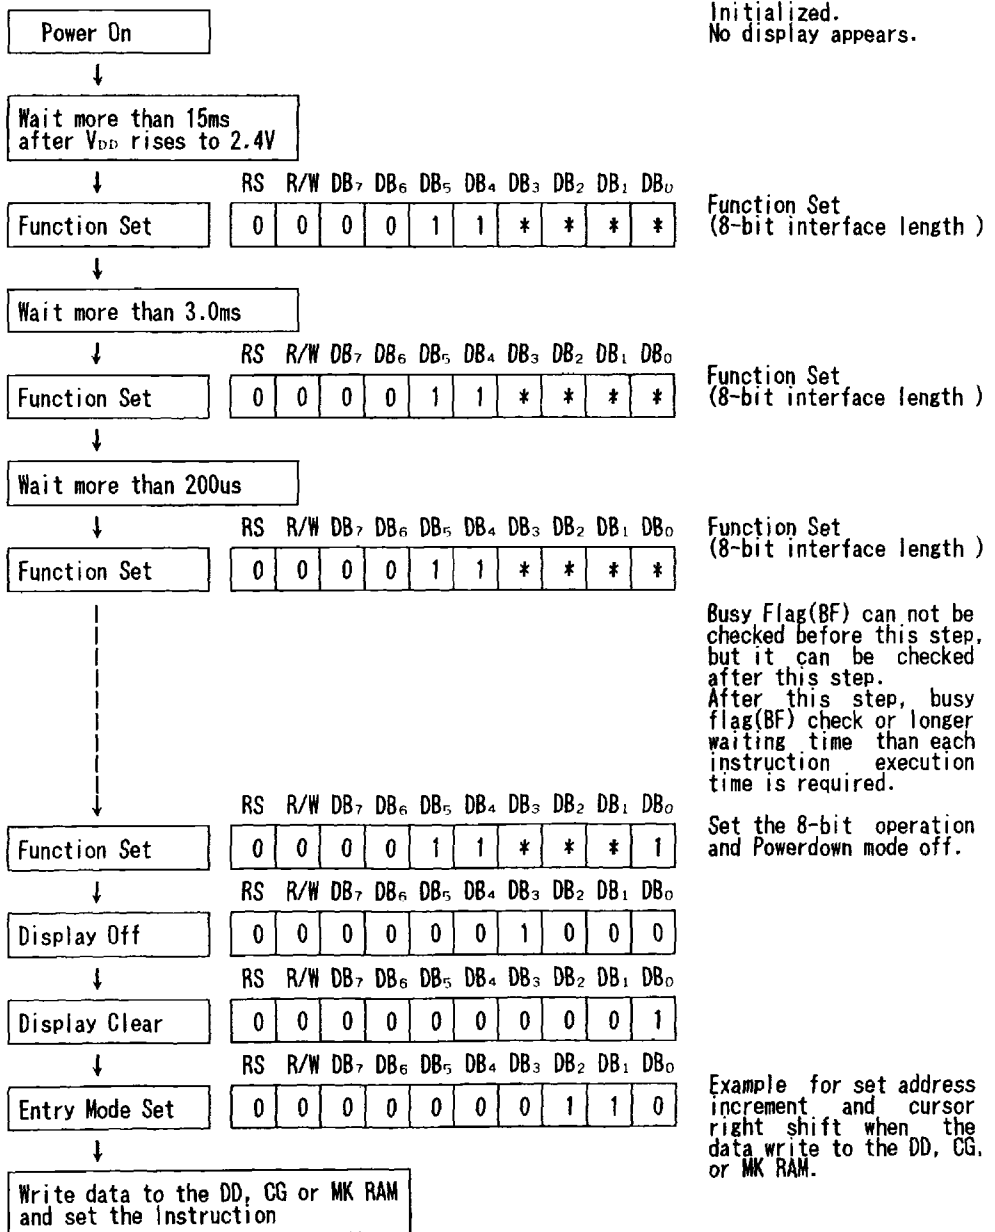 Initialized.
Power On
No display appears.
Wait more than 15ms
after VDD rises to 2.4V
RS R/W DB7 DB6 DB5 DB4 DB3 DB2 DB1 DB0
Function Set 0 0 0 0 1 1 * * * *
Function Set
(8-bit interface length )
Wait more than 3.0ms
RS R/W DB7 DB6 DB5 DB4 DB3 DB2 DB1 DB0
Function Set 0 0 0 0 1 1 * * * *
Function Set
(8-bit interface length )
Wait more than 200us
RS R/W DB7 DB6 DB5 DB4 DB3 DB2 DB1 DB0
Function Set 0 0 0 0 1 1 * * * *
Function Set
(8-bit interface length )
Busy Flag(BF) can not be
checked before this step,
but it can be checked
after this step.
After this step, busy
flag(BF) check or longer
waiting time than each
instruction execution
time is required.
RS R/W DB7 DB6 DB5 DB4 DB3 DB2 DB1 DB0
Function Set 0 0 0 0 1 1 * * * 1
Set the 8-bit operation
and Powerdown mode off.
RS R/W DB7 DB6 DB5 DB4 DB3 DB2 DB1 DB0
Display Off 0 0 0 0 0 0 1 0 0 0
RS R/W DB7 DB6 DB5 DB4 DB3 DB2 DB1 DB0
Display Clear 0 0 0 0 0 0 0 0 0 1
RS R/W DB7 DB6 DB5 DB4 DB3 DB2 DB1 DB0
Entry Mode Set 0 0 0 0 0 0 0 1 1 0
Example for set address
increment and cursor
right shift when the
data write to the DD, CG,
or MK RAM.
Write data to the DD, CG or MK RAM
and set the Instruction